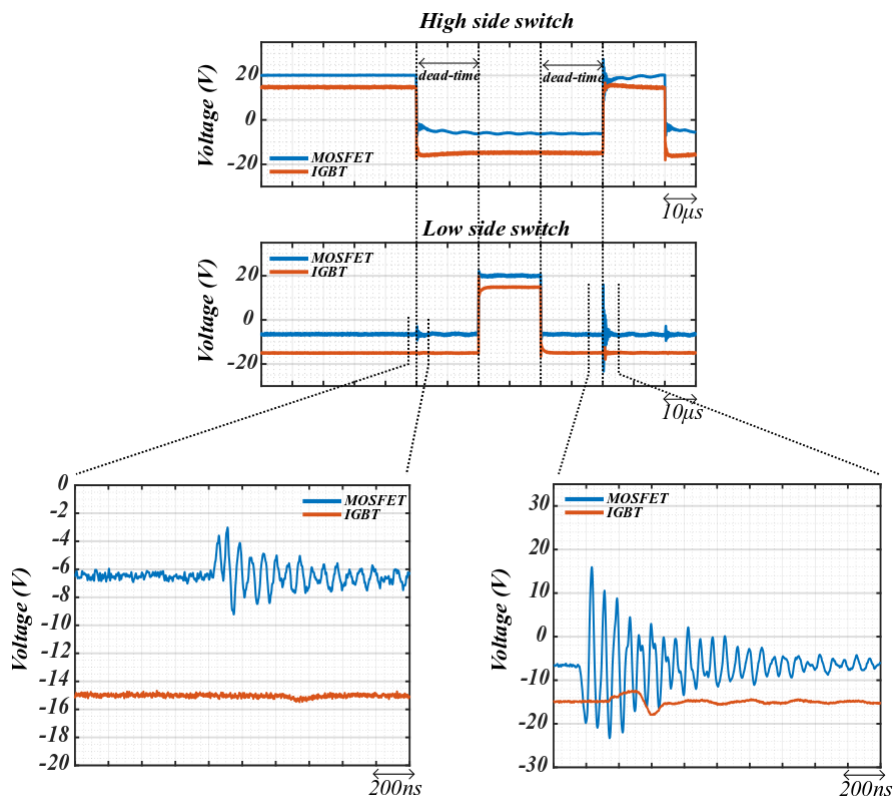 High side switch
Voltage (V)
20
0
-20
dead-time
dead-time
MOSFET
IGBT
10μs
Low side switch
Voltage (V)
20
0
-20
MOSFET
IGBT
10μs
Voltage (V)
0
-2
-4
-6
-8
-10
-12
-14
-16
-18
-20
MOSFET
IGBT
200ns
Voltage (V)
35
30
20
10
0
-10
-20
-30
MOSFET
IGBT
200ns